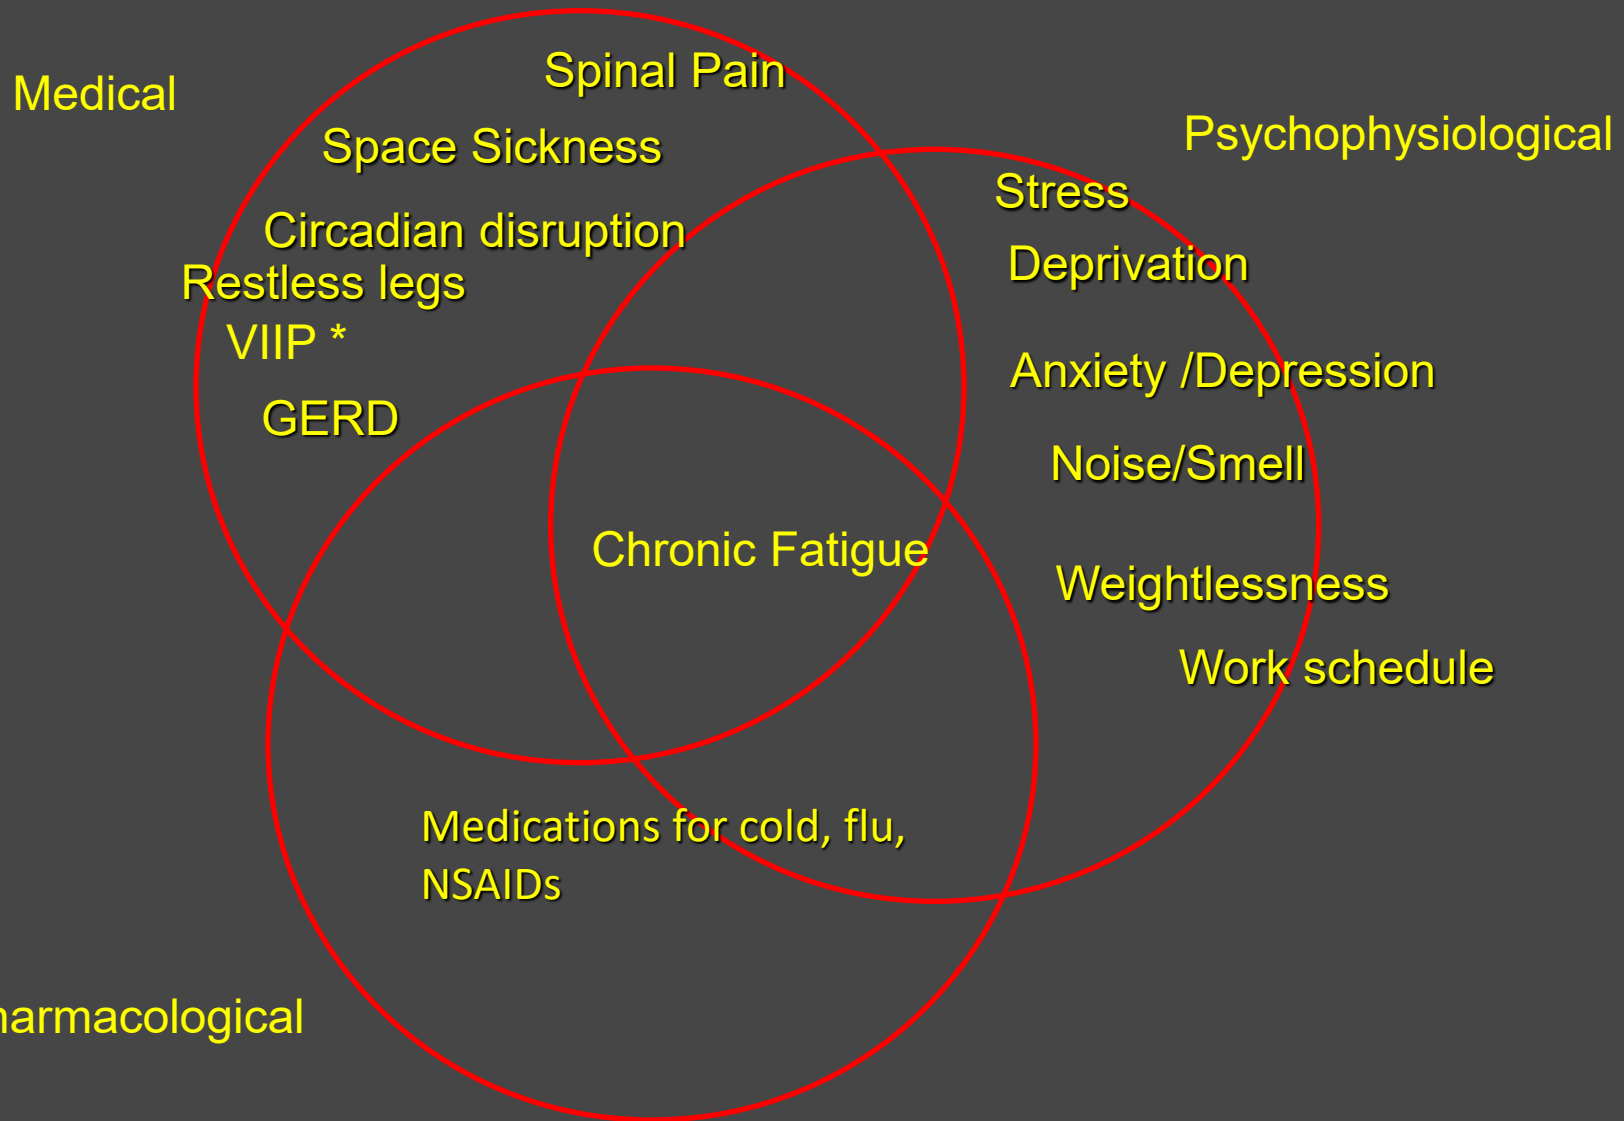 Medical
Spinal Pain
Space Sickness
Circadian disruption
Restless legs
VIIP *
GERD
Psychophysiological
Stress
Deprivation
Anxiety /Depression
Noise/Smell
Weightlessness
Work schedule
Chronic Fatigue
Medications for cold, flu,
NSAIDs
harmacological